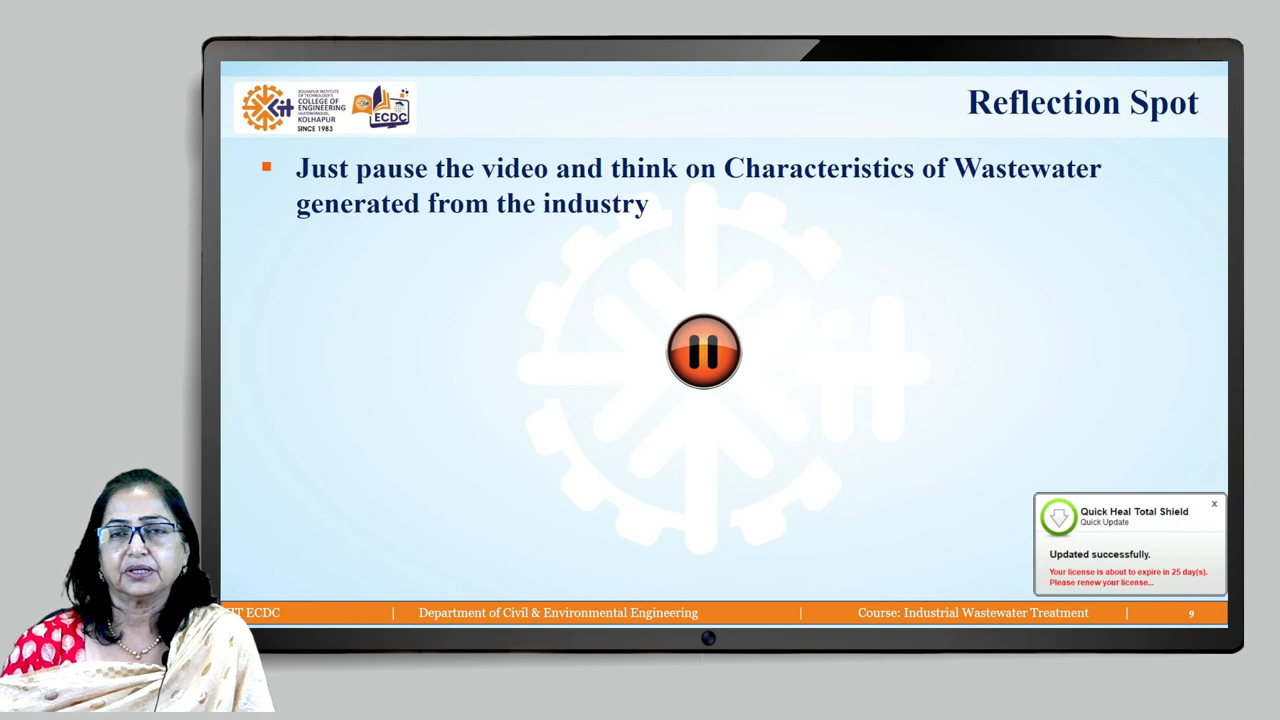 KOLHAPUR INSTITUTE
OF TECHNOLOGY'S
COLLEGE OF
ENGINEERING
(AUTONOMOUS),
KOLHAPUR
SINCE 1983
Kit
ECDC
Reflection Spot
Just pause the video and think on Characteristics of Wastewater
generated from the industry
Quick Heal Total Shield
x
Quick Update
Updated successfully.
Your license is about to expire in 25 day(s).
Please renew your license...
ECDC | Department of Civil & Environmental Engineering | Course: Industrial Wastewater Treatment | 9